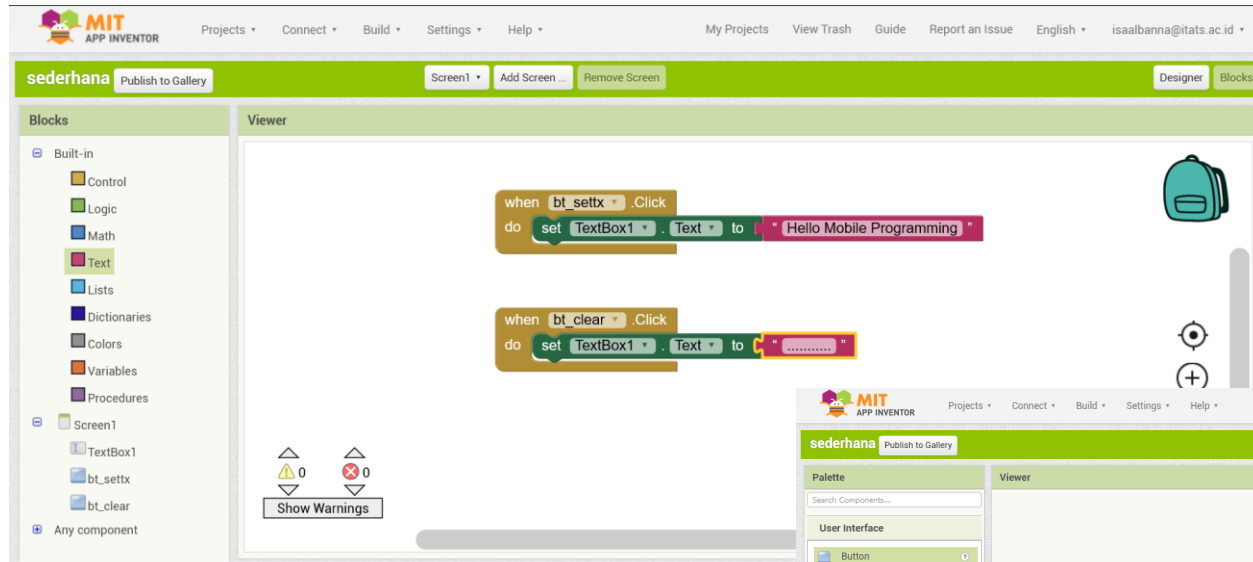 MIT
APP INVENTOR
Projects Connect Build Settings Help My Projects View Trash Guide Report an Issue English isaalbanna@itats.ac.id
sederhana Publish to Gallery Screen1 Add Screen ... Remove Screen Designer Blocks
Blocks Viewer
Built-in
Control
Logic
Math
Text
Lists
Dictionaries
Colors
Variables
Procedures
Screen1
TextBox1
bt_settx
bt_clear
Any component
when bt_settx .Click
do set TextBox1 . Text to " Hello Mobile Programming "
when bt_clear .Click
do set TextBox1 . Text to " ........... "
0 0
Show Warnings
MIT
APP INVENTOR
Projects Connect Build Settings Help
sederhana Publish to Gallery
Palette Viewer
Search Components...
User Interface
Button ?